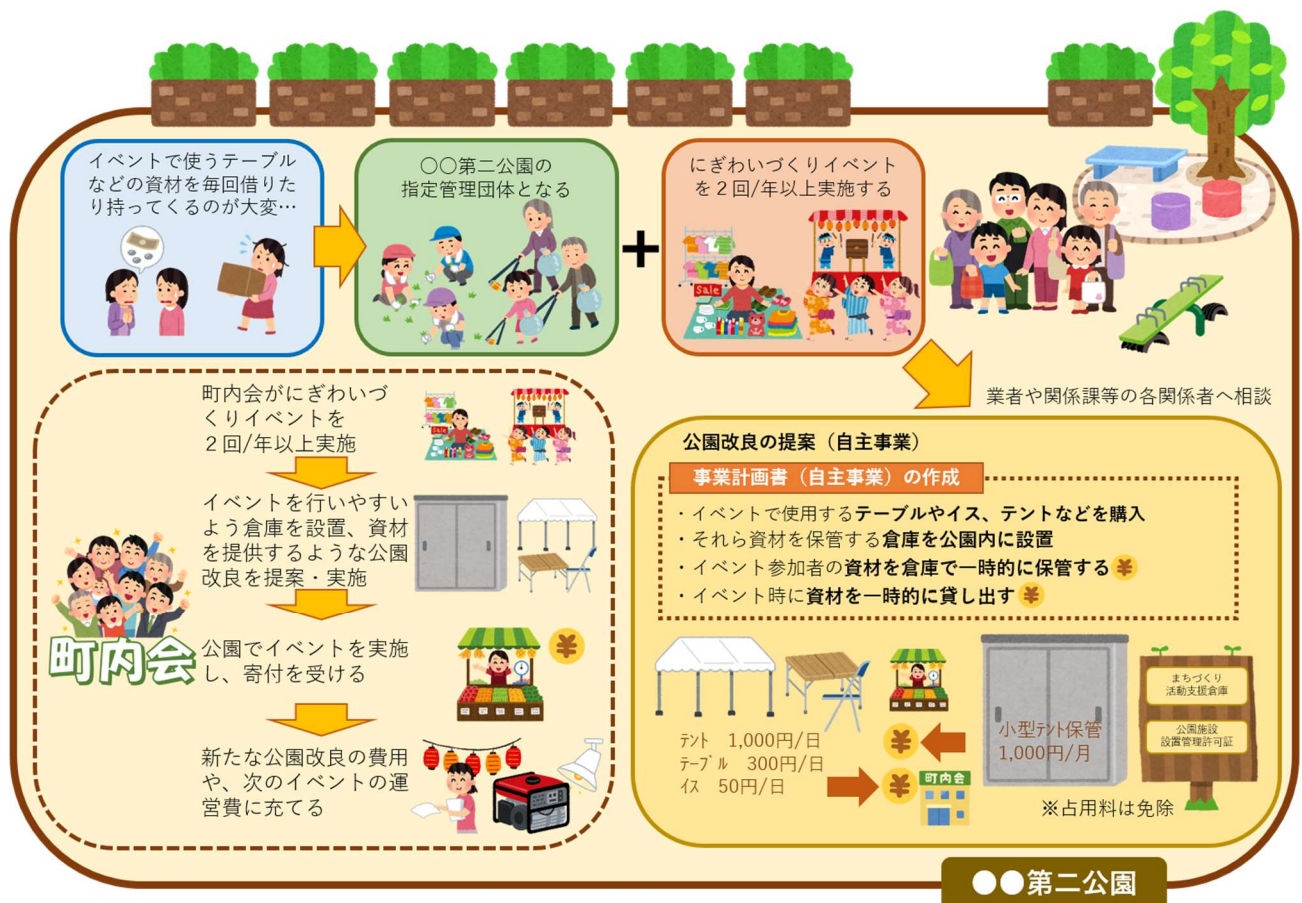 イベントで使うテーブル
などの資材を毎回借りた
り持ってくるのが大変…
〇〇第二公園の
指定管理団体となる
＋
にぎわいづくりイベント
を２回/年以上実施する
sale
業者や関係課等の各関係者へ相談
町内会がにぎわいづ
くりイベントを
２回/年以上実施
sale
イベントを行いやすい
よう倉庫を設置、資材
を提供するような公園
改良を提案・実施
町内会
公園でイベントを実施
し、寄付を受ける
¥
新たな公園改良の費用
や、次のイベントの運
営費に充てる
公園改良の提案（自主事業）
事業計画書（自主事業）の作成
・イベントで使用するテーブルやイス、テントなどを購入
・それら資材を保管する倉庫を公園内に設置
・イベント参加者の資材を倉庫で一時的に保管する¥
・イベント時に資材を一時的に貸し出す¥
ﾃﾝﾄ 1,000円/日
ﾃｰﾌﾞﾙ 300円/日
ｲｽ 50円/日
¥
¥
町内会
小型ﾃﾝﾄ保管
1,000円/月
まちづくり
活動支援倉庫
公園施設
設置管理許可証
※占用料は免除
●●第二公園